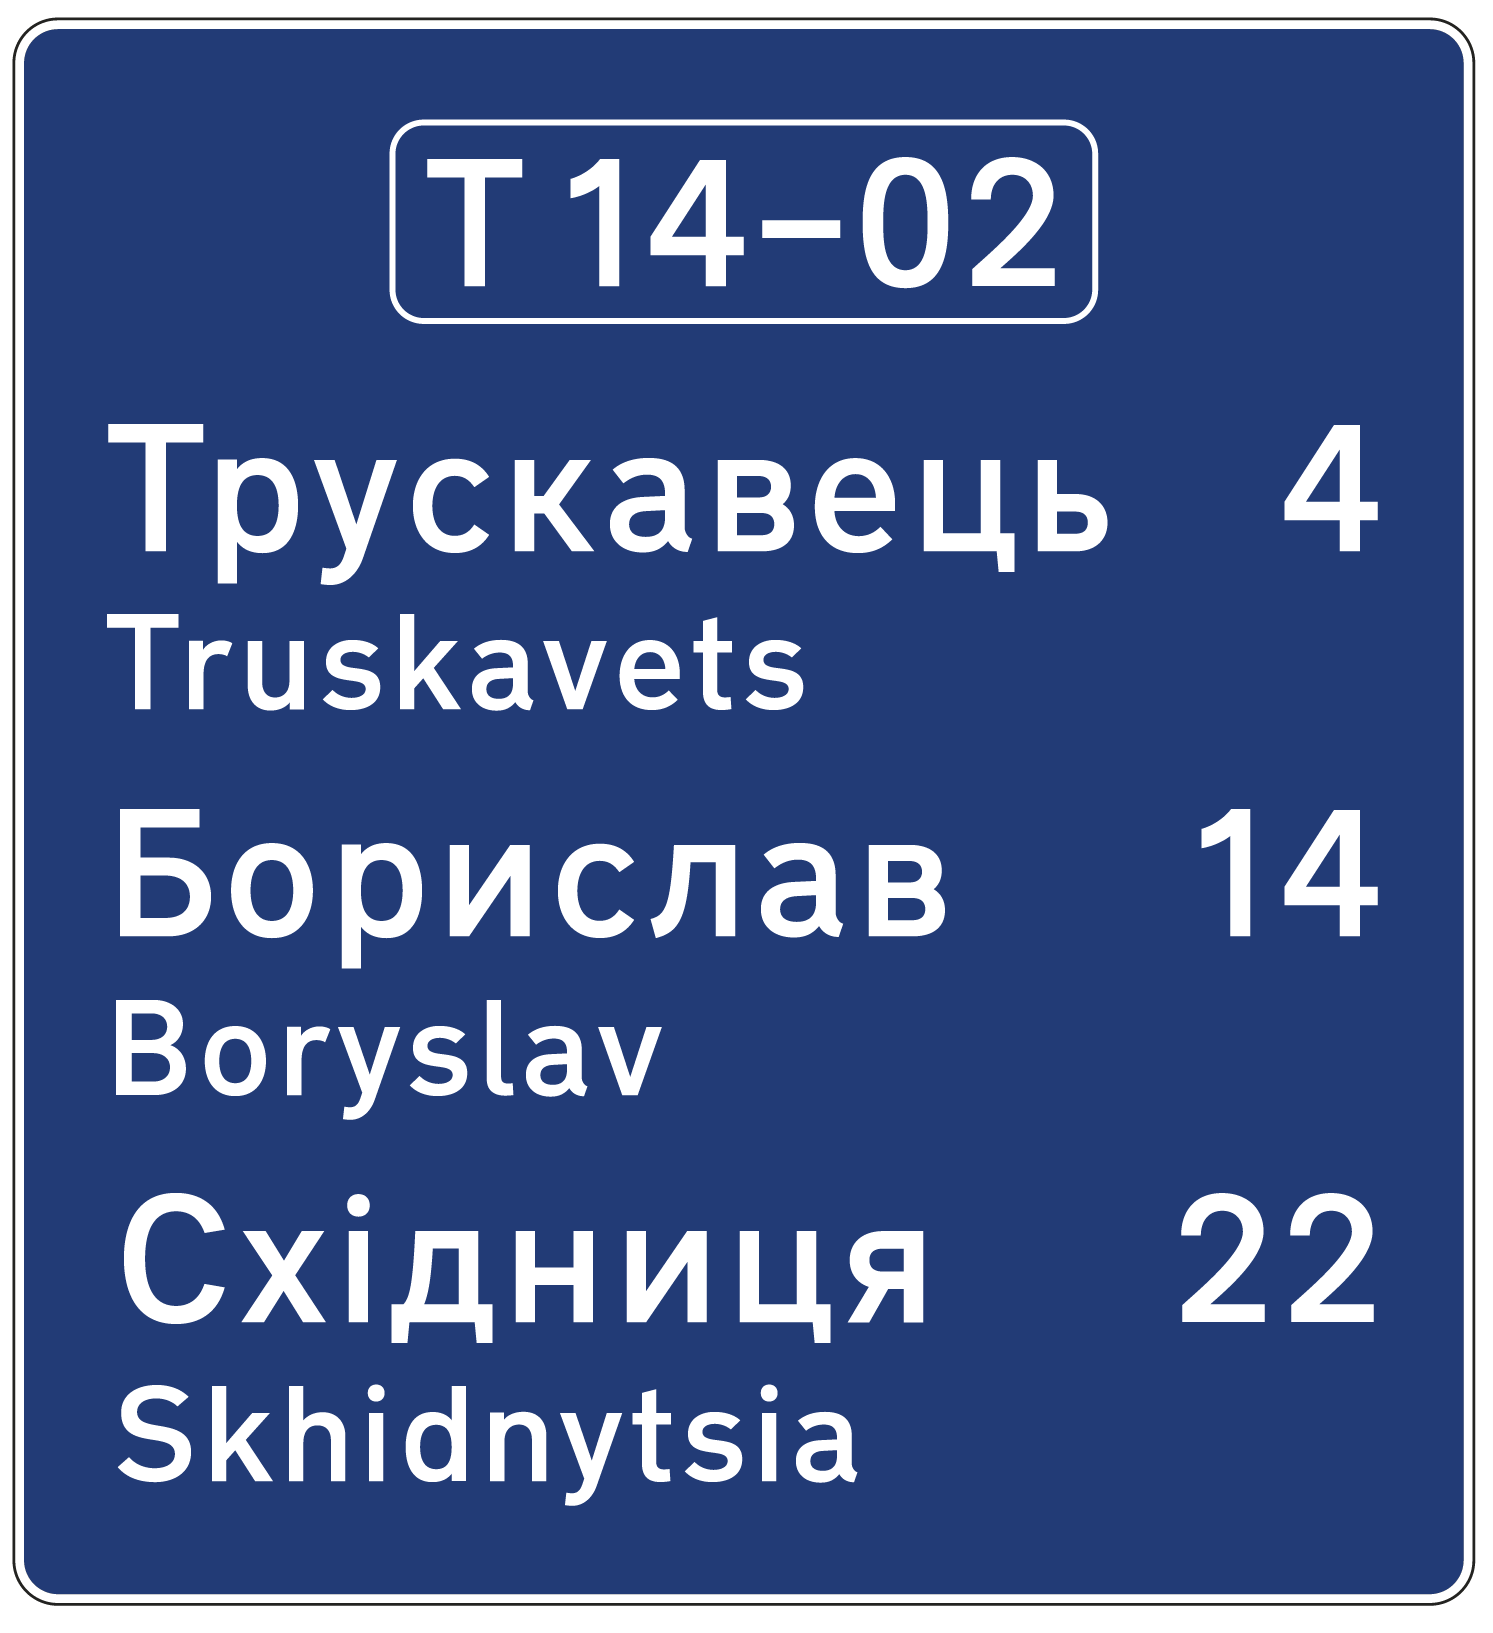 Т 14-02
Трускавець 4
Truskavets
Борислав 14
Boryslav
Східниця 22
Skhidnytsia